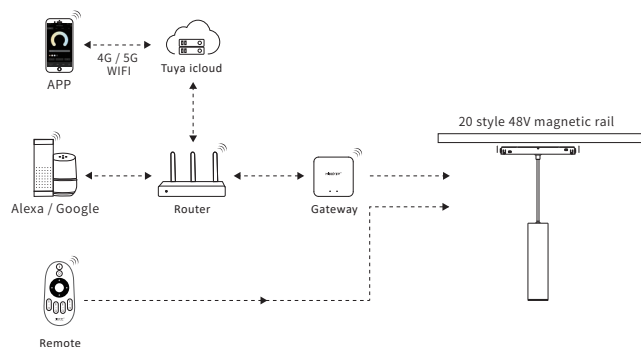 4G / 5G
WIFI
APP
Tuya icloud
20 style 48V magnetic rail
Alexa / Google
Router
Gateway
Remote